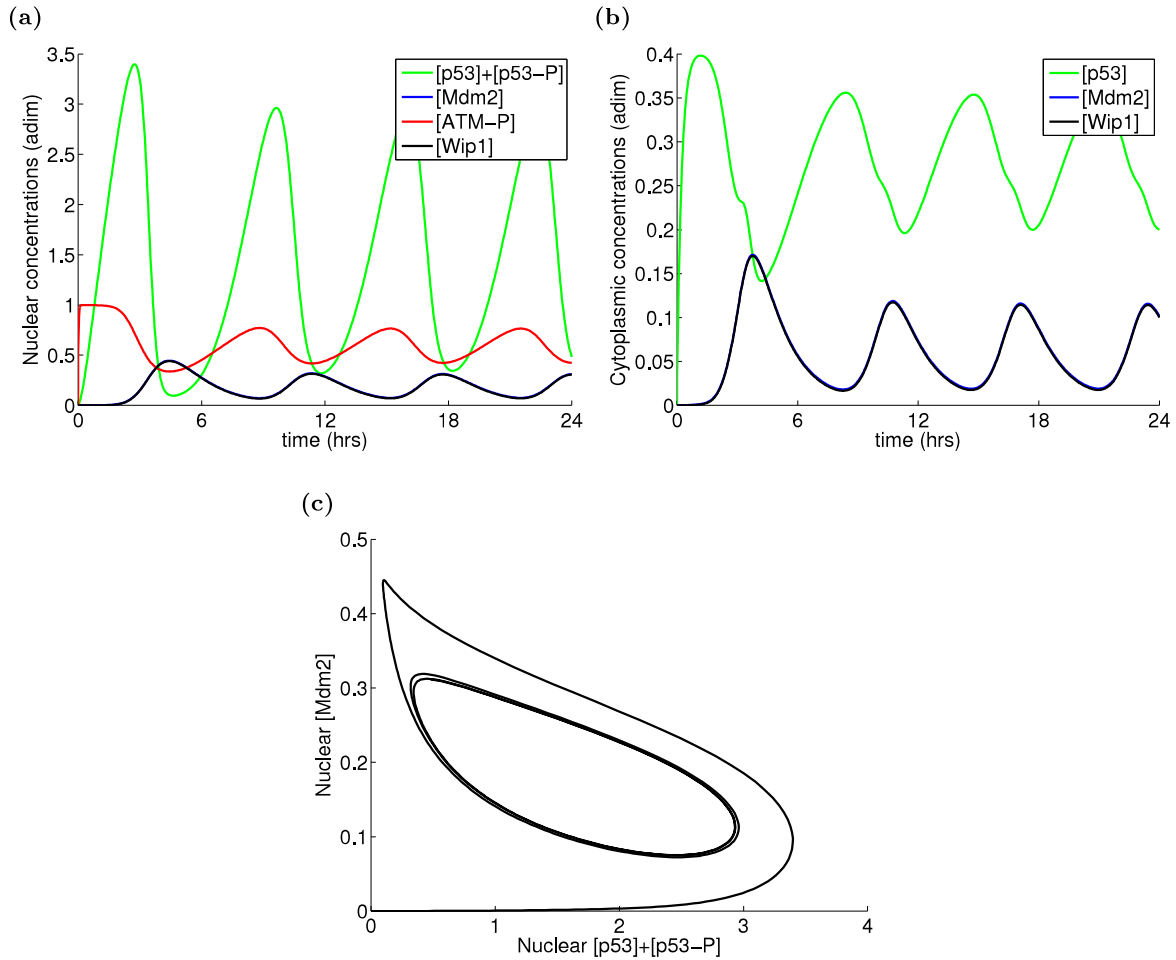 (a)
Nuclear concentrations (adim)
3.5
3
2.5
2
1.5
1
0.5
0
[p53]+[p53−P]
[Mdm2]
[ATM−P]
[Wip1]
0 6 12 18 24
time (hrs)
(b)
Cytoplasmic concentrations (adim)
0.4
0.35
0.3
0.25
0.2
0.15
0.1
0.05
0
[p53]
[Mdm2]
[Wip1]
0 6 12 18 24
time (hrs)
(c)
Nuclear [Mdm2]
0.5
0.4
0.3
0.2
0.1
0
0 1 2 3 4
Nuclear [p53]+[p53−P]